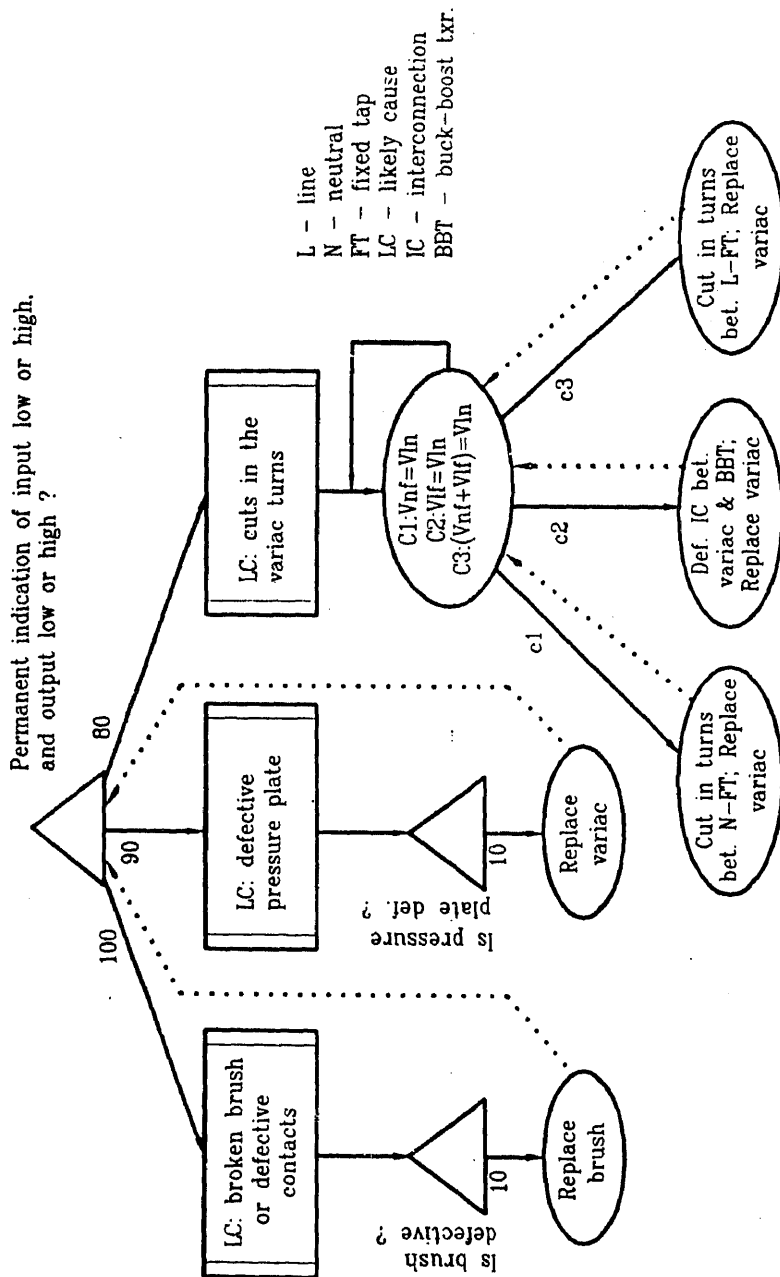 Permanent indication of input low or high.
and output low or high ?
100
90
80
LC: broken brush
or defective
contacts
LC: defective
pressure plate
LC: cuts in the
variac turns
L - line
N - neutral
FT - fixed tap
LC - likely cause
IC - interconnection
BBT - buck-boost txr.
Is brush
defective ?
10
Is pressure
plate def. ?
10
C1:Vnf=Vln
C2:Vlf=Vln
C3:(Vnf+Vlf)=Vln
Replace
brush
Replace
variac
c1
c2
c3
Cut in turns
bet. N-FT; Replace
variac
Def. IC bet.
variac & BBT;
Replace variac
Cut in turns
bet. L-FT; Replace
variac